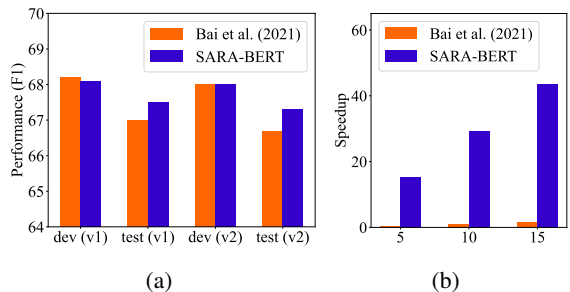 Performance (F1)
70
69
68
67
66
65
64
Bai et al. (2021)
SARA-BERT
dev (v1)
test (v1)
dev (v2)
test (v2)
(a)
Speedup
60
40
20
0
Bai et al. (2021)
SARA-BERT
5
10
15
(b)